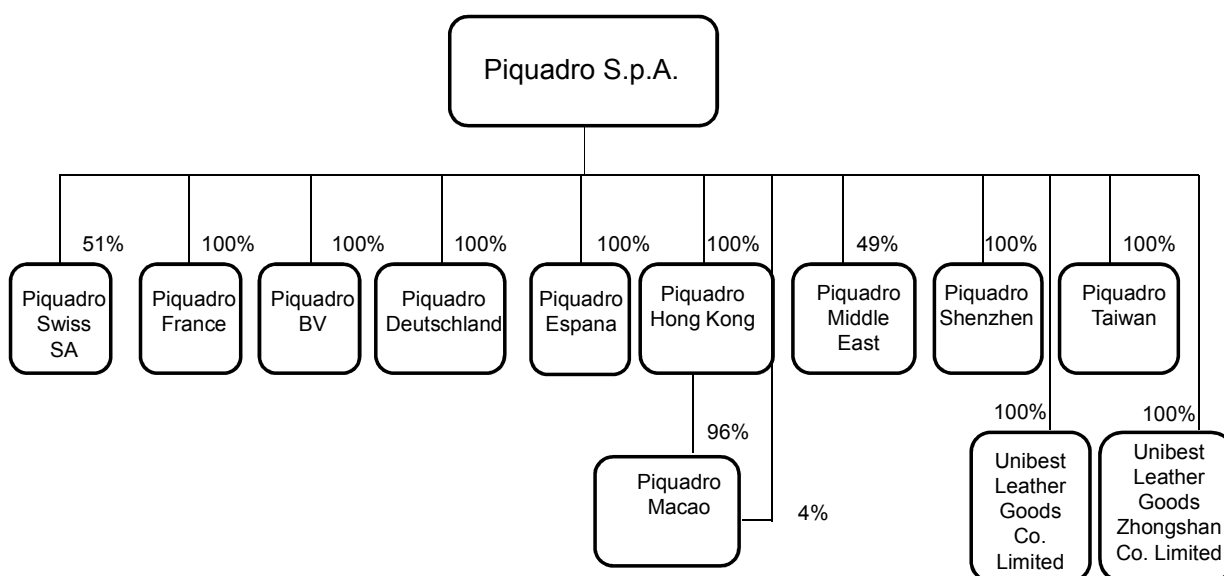 Piquadro S.p.A.
51%
100%
100%
100%
100%
100%
49%
100%
100%
Piquadro
Swiss
SA
Piquadro
France
Piquadro
BV
Piquadro
Deutschland
Piquadro
Espana
Piquadro
Hong Kong
Piquadro
Middle
East
Piquadro
Shenzhen
Piquadro
Taiwan
96%
100%
100%
Piquadro
Macao
4%
Unibest
Leather
Goods
Co.
Limited
Unibest
Leather
Goods
Zhongshan
Co. Limited